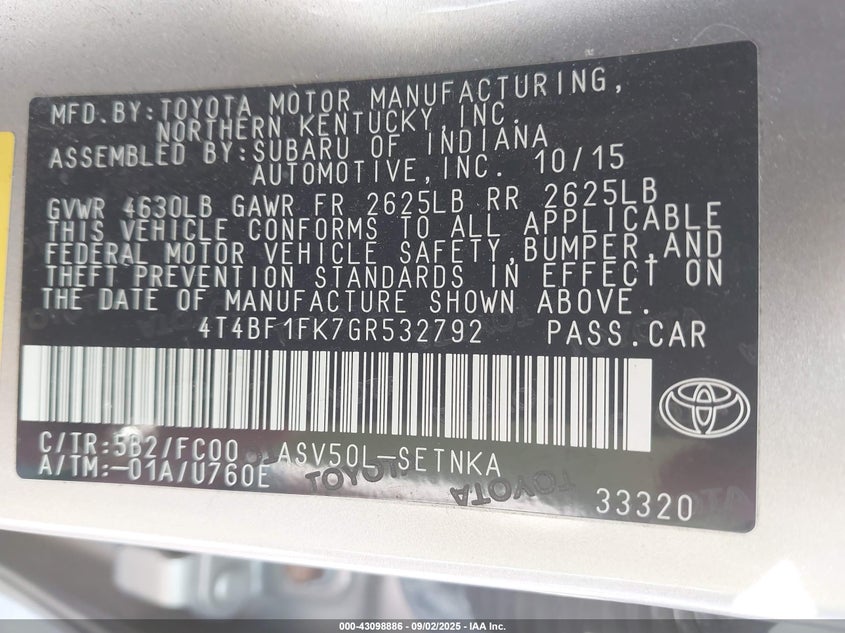 MFD.BY:TOYOTA MOTOR MANUFACTURING,
NORTHERN KENTUCKY,INC.
ASSEMBLED BY:SUBARU OF INDIANA
AUTOMOTIVE,INC. 10/15
GVWR 4630LB GAWR FR 2625LB RR 2625LB
THIS VEHICLE CONFORMS TO ALL APPLICABLE
FEDERAL MOTOR VEHICLE SAFETY,BUMPER,AND
THEFT PREVENTION STANDARDS IN EFFECT ON
THE DATE OF MANUFACTURE SHOWN ABOVE.
4T4BF1FK7GR532792 PASS.CAR
C/TR:5B2/FC00 ASV50L-SETNKA
A/TM:-01A/U760E
TOYOTA TOYOTA
33320
000-43098886 - 09/02/2025 - IAA Inc.